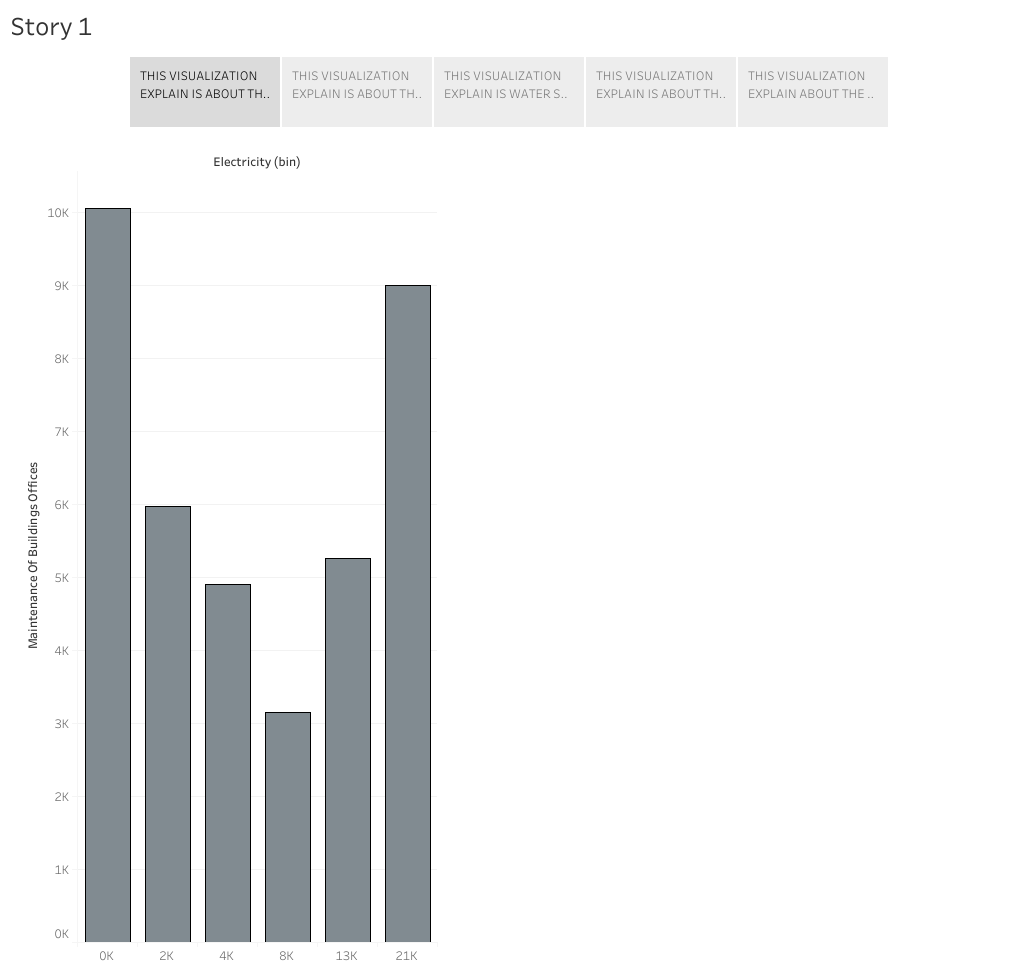 Story 1
THIS VISUALIZATION
EXPLAIN IS ABOUT TH..
THIS VISUALIZATION
EXPLAIN IS ABOUT TH..
THIS VISUALIZATION
EXPLAIN IS WATER S..
THIS VISUALIZATION
EXPLAIN IS ABOUT TH..
THIS VISUALIZATION
EXPLAIN ABOUT THE ..
Electricity (bin)
Maintenance Of Buildings Offices
10K
9K
8K
7K
6K
5K
4K
3K
2K
1K
0K
0K 2K 4K 8K 13K 21K